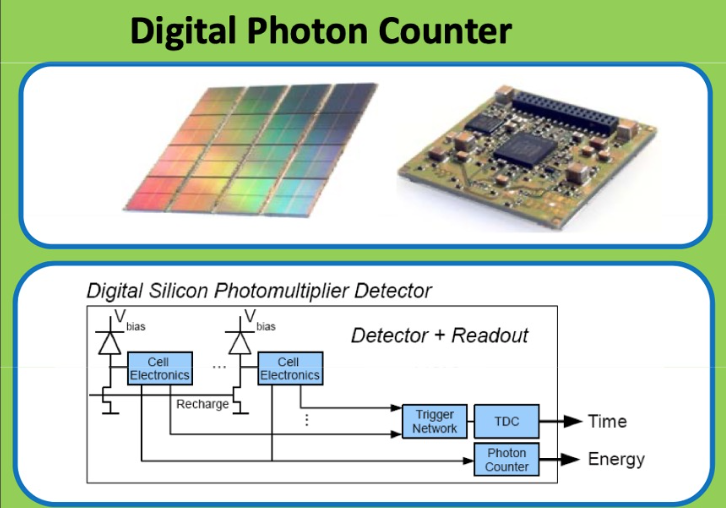 Digital Photon Counter
Digital Silicon Photomultiplier Detector
V bias
V bias
Detector + Readout
Cell
Electronics
...
Cell
Electronics
Recharge
...
Trigger
Network
TDC
Time
Photon
Counter
Energy